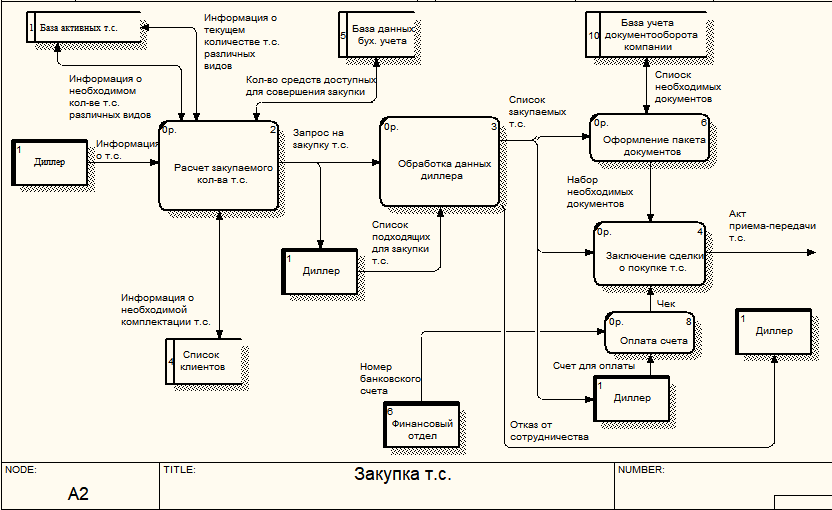 1
База активных т.с.
Информация о
текущем
количестве т.с.
различных
видов
5
База данных
бух. учета
10
База учета
документооборота
компании
Информация о
необходимом
кол-ве т.с.
различных видов
Кол-во средств доступных
для совершения закупки
Список
закупаемых
т.с.
Спиоск
необходимых
документов
1
Диллер
Информация
о т.с.
0р.
2
Расчет закупаемого
кол-ва т.с.
Запрос на
закупку т.с.
0р.
3
Обработка данных
диллера
0р.
6
Оформление пакета
документов
Набор
необходимых
документов
1
Диллер
Список
подходящих
для закупки
т.с.
0р.
4
Заключение сделки
о покупке т.с.
Акт
приема-передачи
т.с.
Информация о
необходимой
комплектации т.с.
Чек
0р.
8
Оплата счета
1
Диллер
4
Список
клиентов
Номер
банковского
счета
Счет для оплаты
1
Диллер
6
Финансовый
отдел
Отказ от
сотрудничества
NODE:
TITLE:
NUMBER:
A2
Закупка т.с.